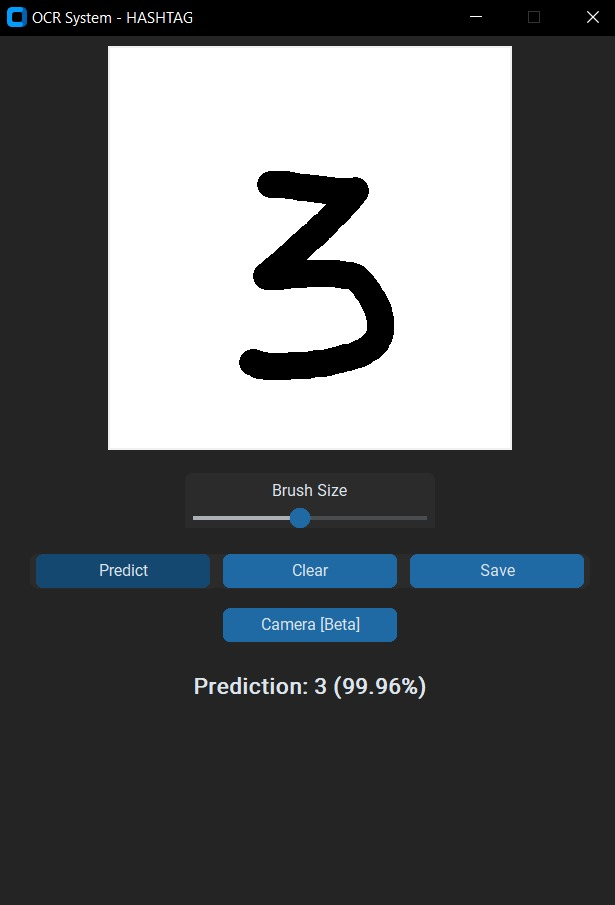 OCR System - HASHTAG
3
Brush Size
Predict Clear Save
Camera [Beta]
Prediction: 3 (99.96%)